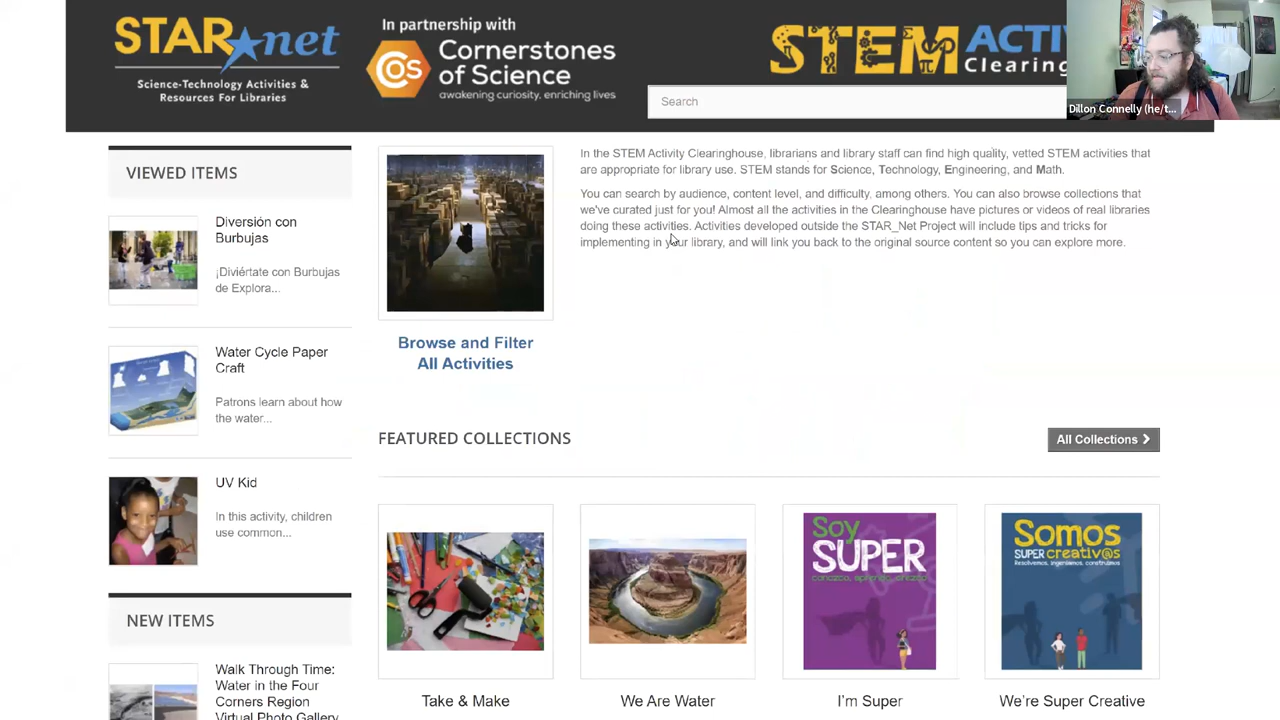 STAR net
Science-Technology Activities &
Resources For Libraries
In partnership with
COS
Cornerstones
of Science
awakening curiosity, enriching lives
STEM ACTIV
Clearing
Search
Dillon Connelly (he/t...
VIEWED ITEMS
Diversión con
Burbujas
¡Diviértate con Burbujas
de Explora...
Water Cycle Paper
Craft
Patrons learn about how
the water...
UV Kid
In this activity, children
use common...
NEW ITEMS
Walk Through Time:
Water in the Four
Corners Region
Virtual Photo Gallery
Browse and Filter
All Activities
In the STEM Activity Clearinghouse, librarians and library staff can find high quality, vetted STEM activities that
are appropriate for library use. STEM stands for Science, Technology, Engineering, and Math.
You can search by audience, content level, and difficulty, among others. You can also browse collections that
we've curated just for you! Almost all the activities in the Clearinghouse have pictures or videos of real libraries
doing these activities. Activities developed outside the STAR_Net Project will include tips and tricks for
implementing in your library, and will link you back to the original source content so you can explore more.
FEATURED COLLECTIONS
All Collections
Soy
SUPER
conozco, aprendo, crezco
Somos
SUPER creativ@s
Resolvemos, ingeniamos, construimos
Take & Make
We Are Water
I'm Super
We're Super Creative